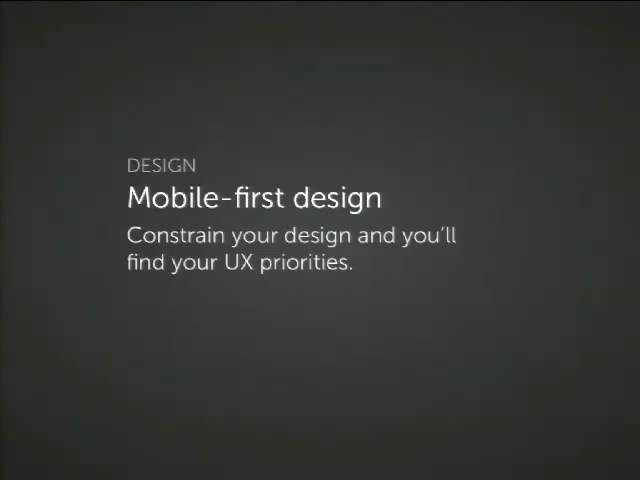 DESIGN
Mobile-first design
Constrain your design and you'll
find your UX priorities.